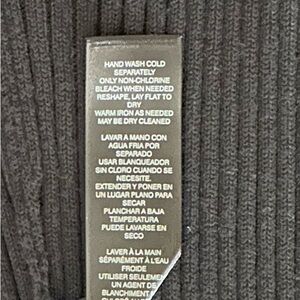 HAND WASH COLD
SEPARATELY
ONLY NON-CHLORINE
BLEACH WHEN NEEDED
RESHAPE, LAY FLAT TO
DRY
WARM IRON AS NEEDED
MAY BE DRY CLEANED
LAVAR A MANO CON
AGUA FRIA POR
SEPARADO
USAR BLANQUEADOR
SIN CLORO CUANDO SE
NECESITE.
EXTENDER Y PONER EN
UN LUGAR PLANO PARA
SECAR
PLANCHAR A BAJA
TEMPERATURA
PUEDE LAVARSE EN
SECO
LAVER À LA MAIN
SÉPARÉMENT À L'EAU
FROIDE
UTILISER SEULEMEN
UN AGENT DE
BLANCHIMENT